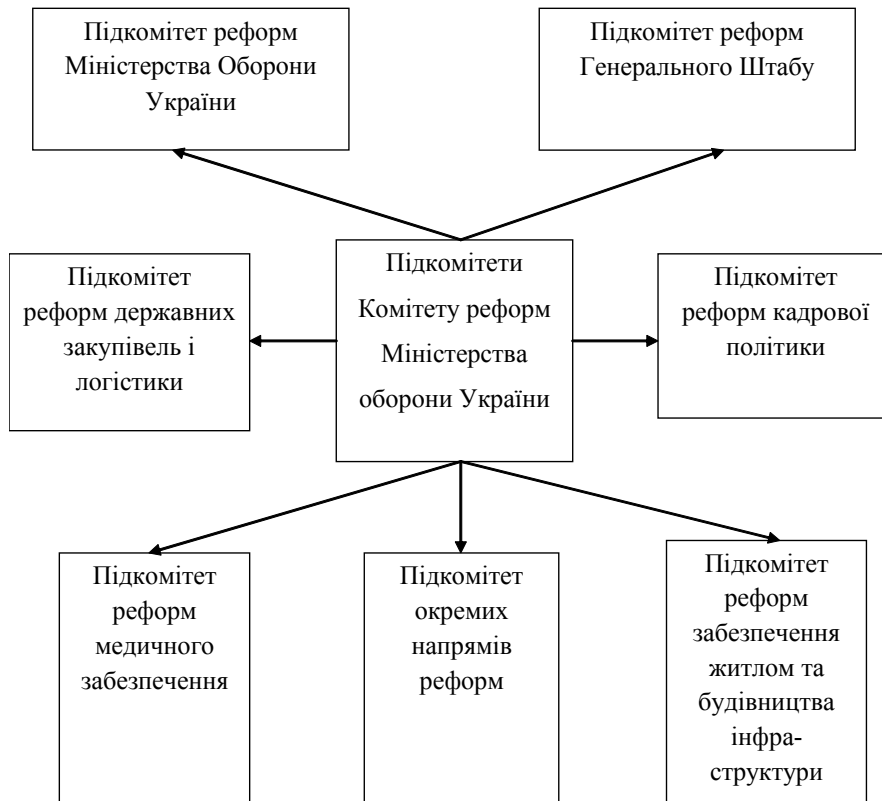 Підкомітет реформ
Міністерства Оборони
України
Підкомітет реформ
Генерального Штабу
Підкомітет
реформ державних
закупівель і
логістики
Підкомітети
Комітету реформ
Міністерства
оборони України
Підкомітет
реформ кадрової
політики
Підкомітет
реформ
медичного
забезпечення
Підкомітет
окремих
напрямів
реформ
Підкомітет
реформ
забезпечення
житлом та
будівництва
інфра-
структури